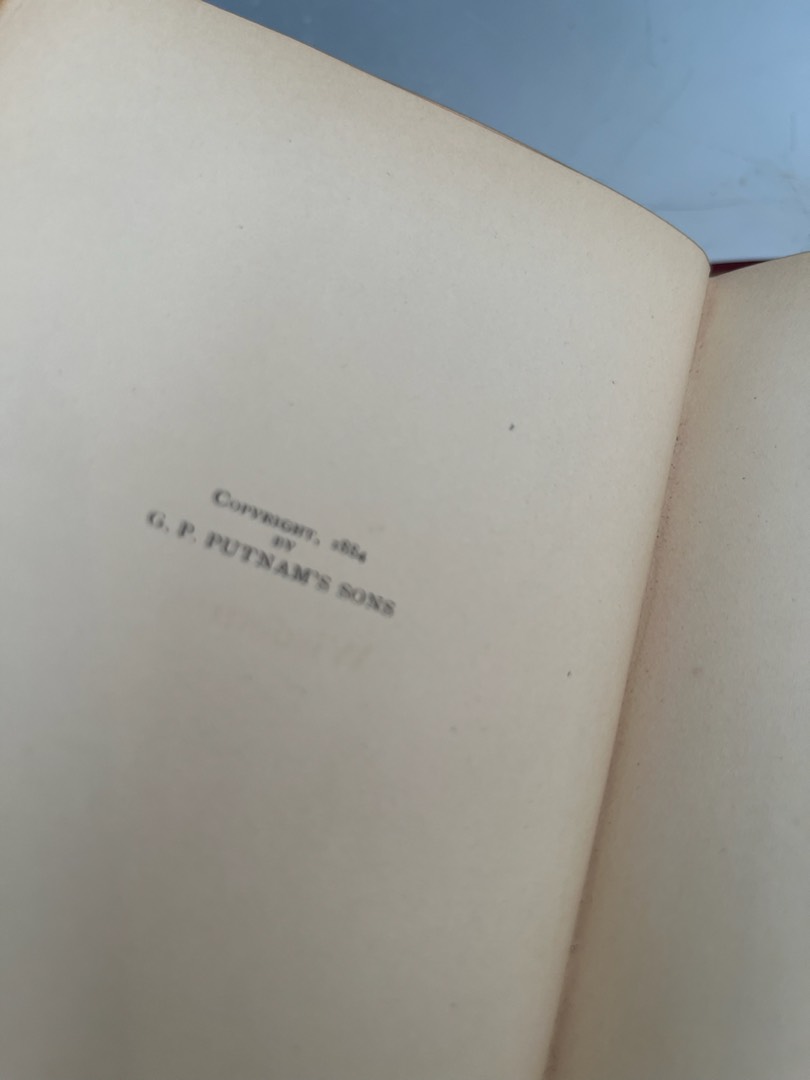 COPYRIGHT, 1884
BY
G. P. PUTNAM'S SONS